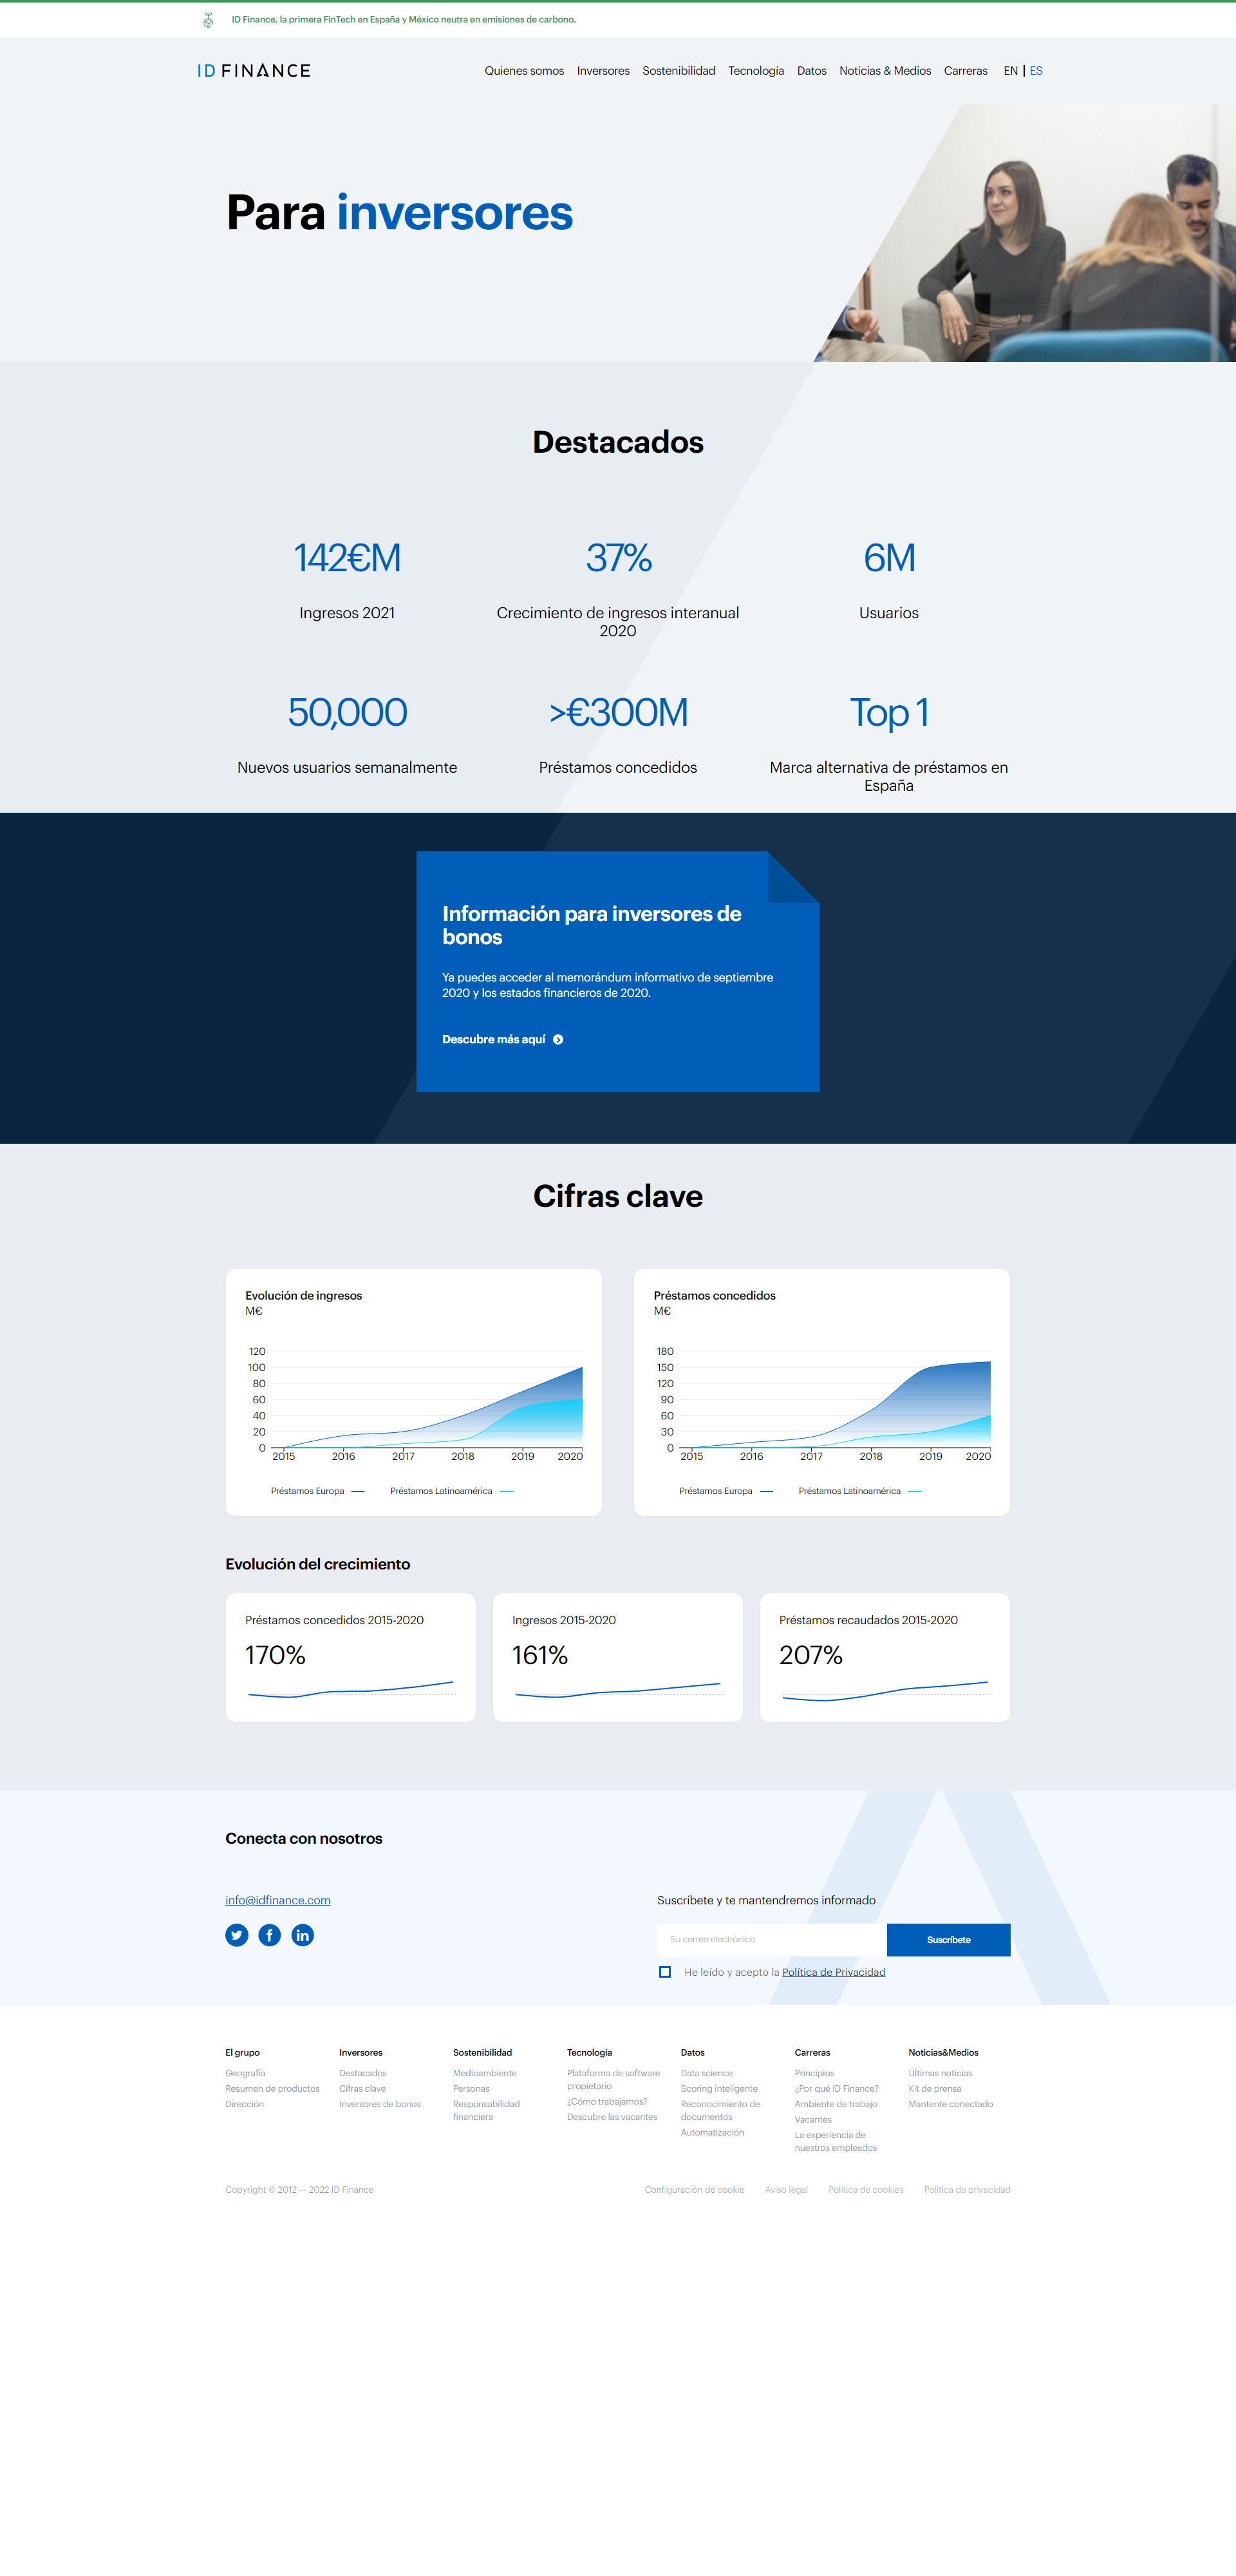 ID Finance, la primera FinTech en España y México neutra en emisiones de carbono.
ID FINANCE
Quienes somos Inversores Sostenibilidad Tecnología Datos Noticias & Medios Carreras EN ES
Para inversores
Destacados
142€M 37% 6M
Ingresos 2021 Crecimiento de ingresos interanual Usuarios
2020
50,000 >€300M Top 1
Nuevos usuarios semanalmente Préstamos concedidos Marca alternativa de préstamos en
España
Información para inversores de
bonos
Ya puedes acceder al memorándum informativo de septiembre
2020 y los estados financieros de 2020.
Descubre más aquí
Cifras clave
Evolución de ingresos
M€
120
100
80
60
40
20
0
2015 2016 2017 2018 2019 2020
Préstamos Europa Préstamos Latinoamérica
Préstamos concedidos
M€
180
150
120
90
60
30
0
2015 2016 2017 2018 2019 2020
Préstamos Europa Préstamos Latinoamérica
Evolución del crecimiento
Préstamos concedidos 2015-2020
170%
Ingresos 2015-2020
161%
Préstamos recaudados 2015-2020
207%
Conecta con nosotros
info@idfinance.com
Suscríbete y te mantendremos informado
Su correo electrónico Suscríbete
He leído y acepto la Política de Privacidad
El grupo
Geografía
Resumen de productos
Dirección
Inversores
Destacados
Cifras clave
Inversores de bonos
Sostenibilidad
Medioambiente
Personas
Responsabilidad
financiera
Tecnología
Plataforma de software
propietario
¿Cómo trabajamos?
Descubre las vacantes
Datos
Data science
Scoring inteligente
Reconocimiento de
documentos
Automatización
Carreras
Principios
¿Por qué ID Finance?
Ambiente de trabajo
Vacantes
La experiencia de
nuestros empleados
Noticias&Medios
Últimas noticias
Kit de prensa
Mantente conectado
Copyright © 2012 — 2022 ID Finance
Configuración de cookie Aviso legal Política de cookies Política de privacidad